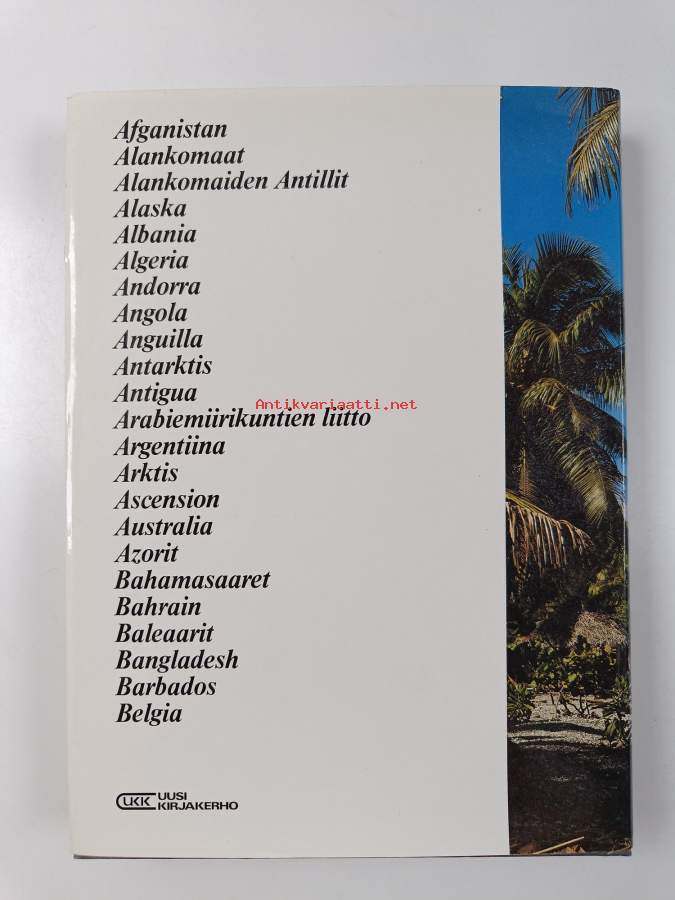 Afganistan
Alankomaat
Alankomaiden Antillit
Alaska
Albania
Algeria
Andorra
Angola
Anguilla
Antarktis
Antigua
Antikvariaatti.net
Arabiemiirikuntien liitto
Argentiina
Arktis
Ascension
Australia
Azorit
Bahamasaaret
Bahrain
Baleaarit
Bangladesh
Barbados
Belgia
UKK UUSI
KIRJAKERHO